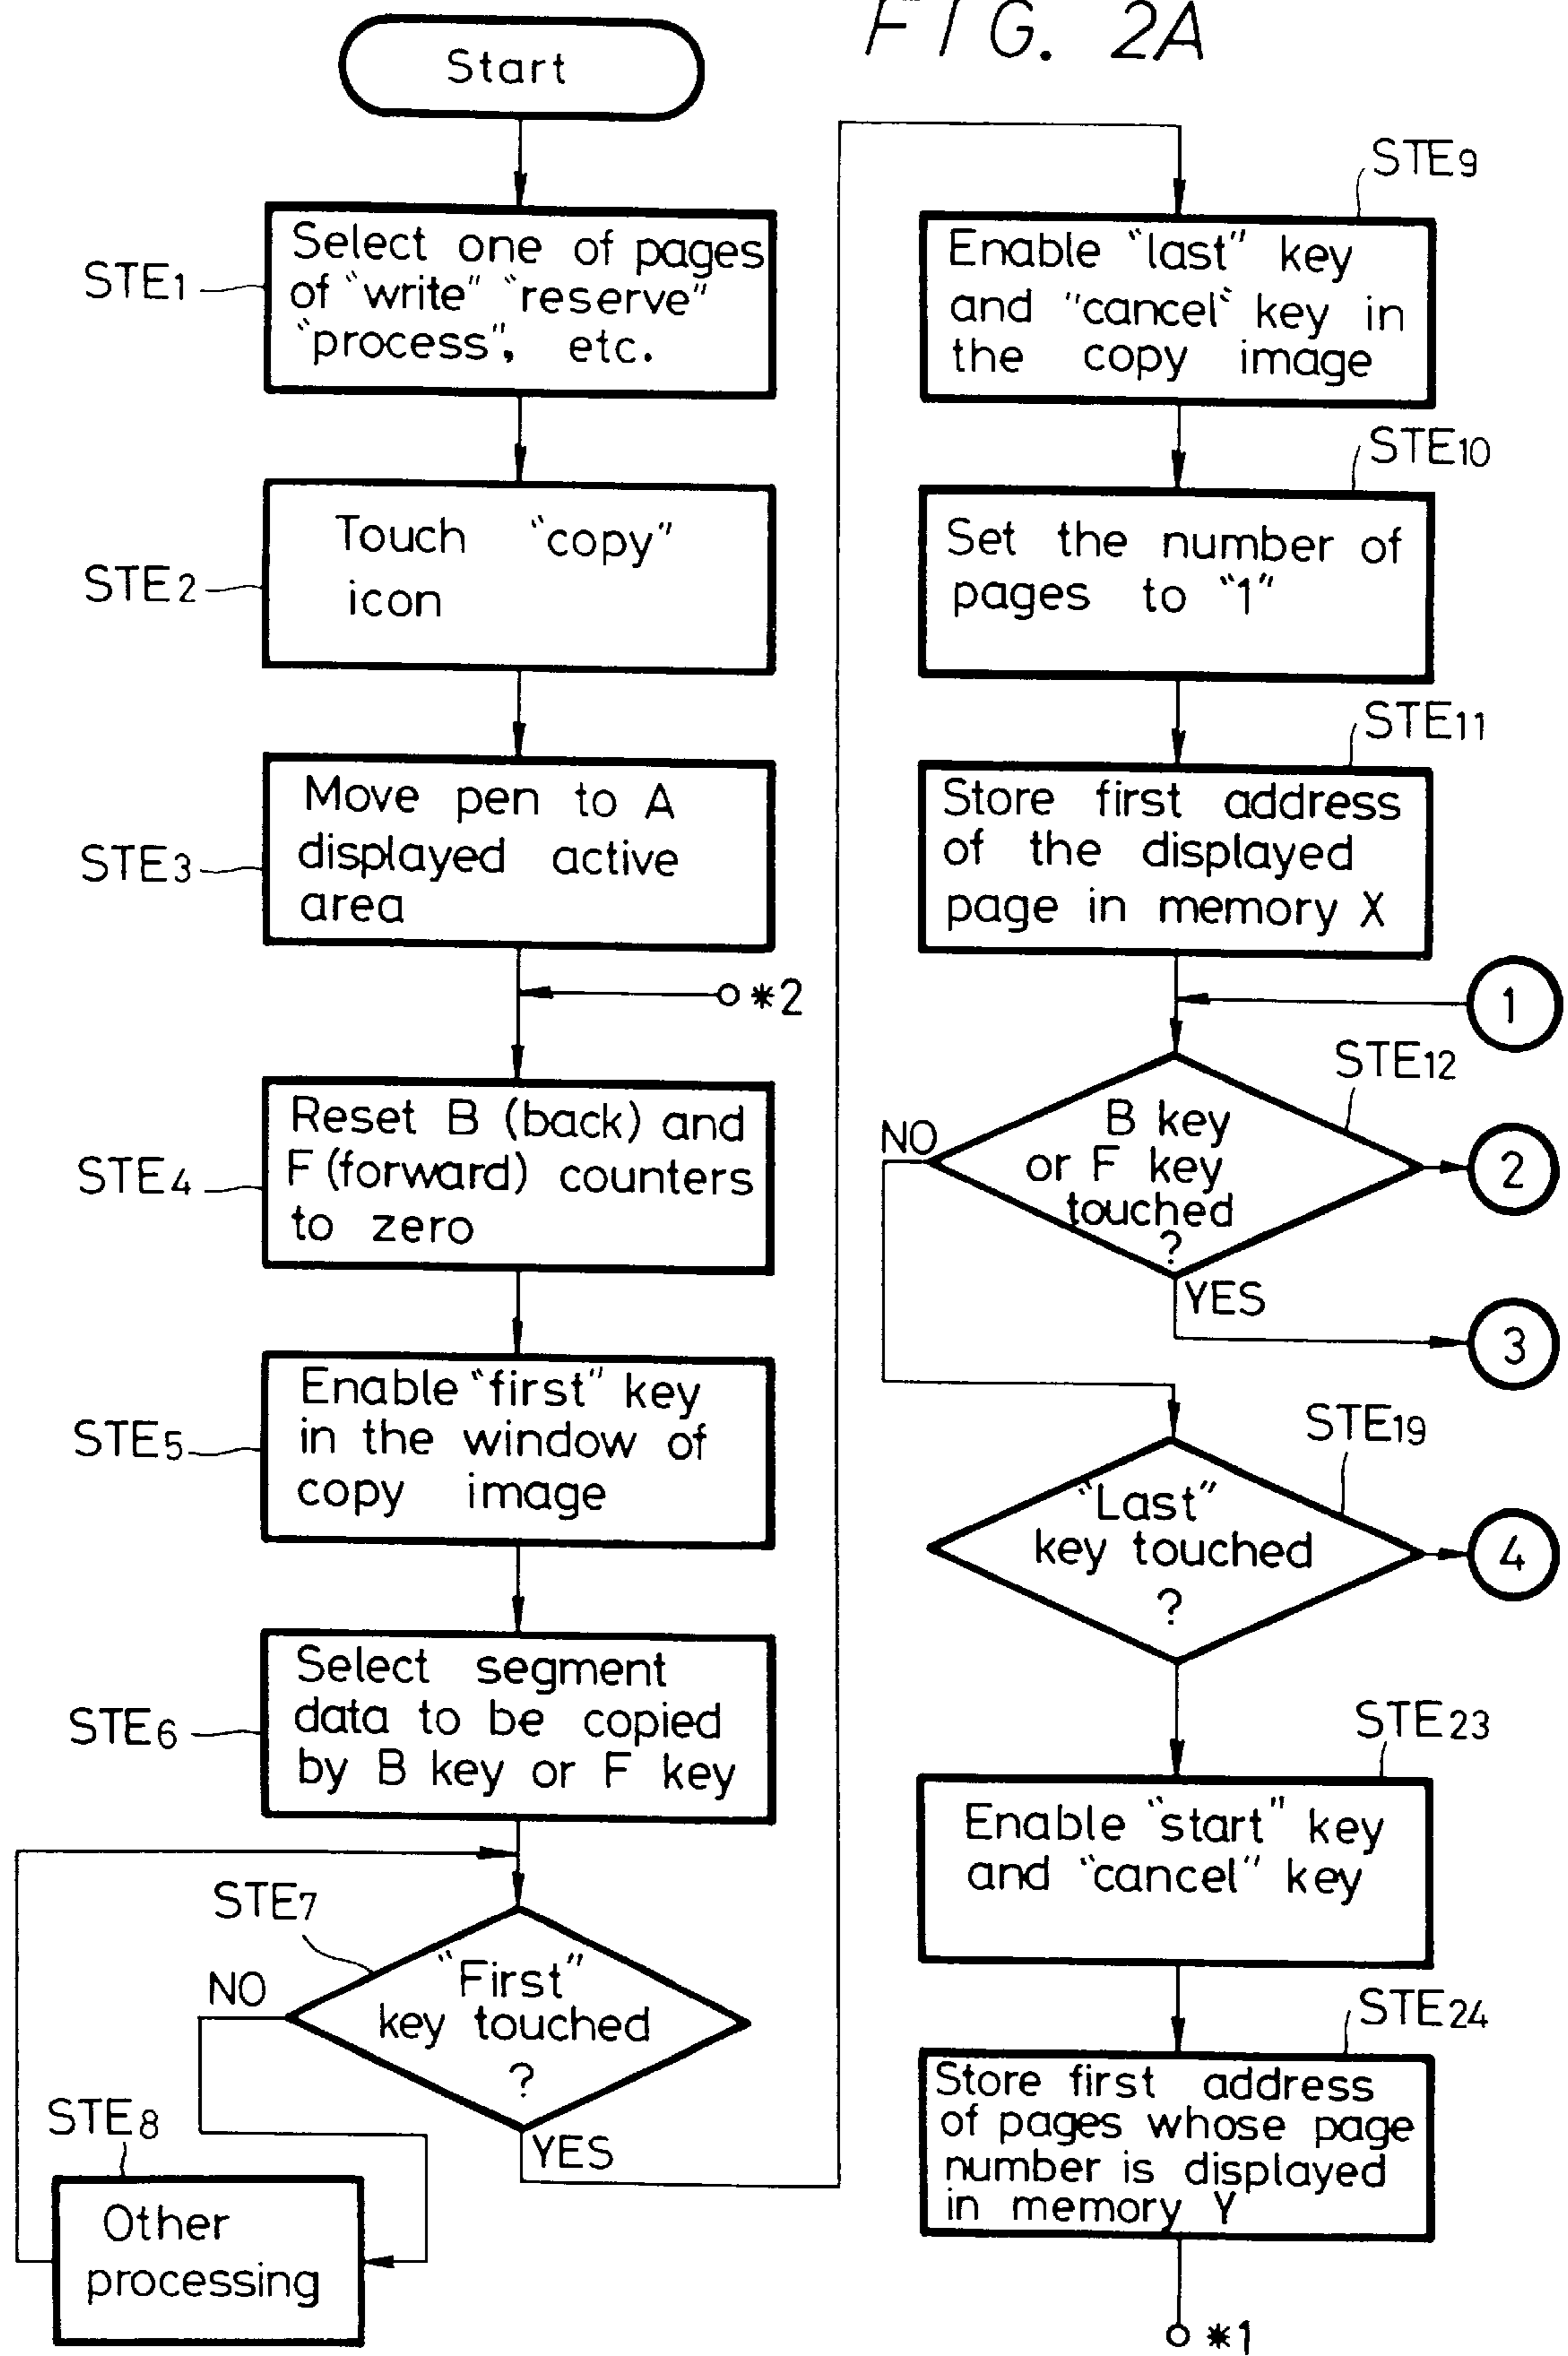 FIG. 2A
Start
STE1
Select one of pages
of "write" "reserve"
"process", etc.
STE2
Touch "copy"
icon
STE3
Move pen to A
displayed active
area
*2
STE4
Reset B (back) and
F (forward) counters
to zero
STE5
Enable "first" key
in the window of
copy image
STE6
Select segment
data to be copied
by B key or F key
STE7
"First"
key touched
?
NO
YES
STE8
Other
processing
STE9
Enable "last" key
and "cancel" key in
the copy image
STE10
Set the number of
pages to "1"
STE11
Store first address
of the displayed
page in memory X
1
STE12
B key
or F key
touched
?
NO
2
YES
3
STE19
"Last"
key touched
?
4
STE23
Enable "start" key
and "cancel" key
STE24
Store first address
of pages whose page
number is displayed
in memory Y
*1